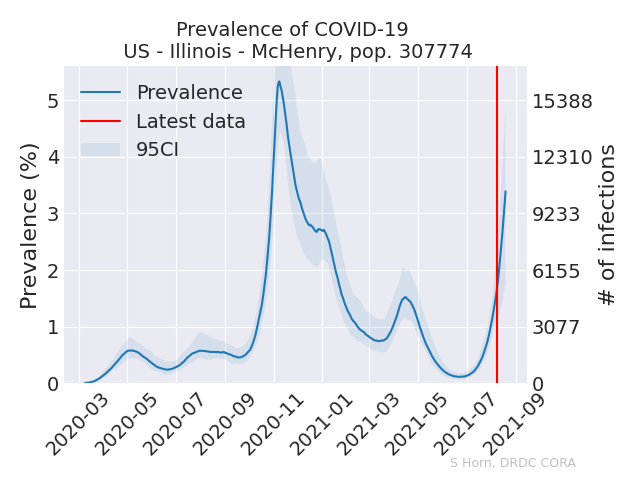 Prevalence of COVID-19
US - Illinois - McHenry, pop. 307774
Prevalence
Latest data
95CI
Prevalence (%)
5
4
3
2
1
0
15388
12310
9233
6155
3077
0
# of infections
2020-03
2020-05
2020-07
2020-09
2020-11
2021-01
2021-03
2021-05
2021-07
2021-09
S Horn, DRDC CORA